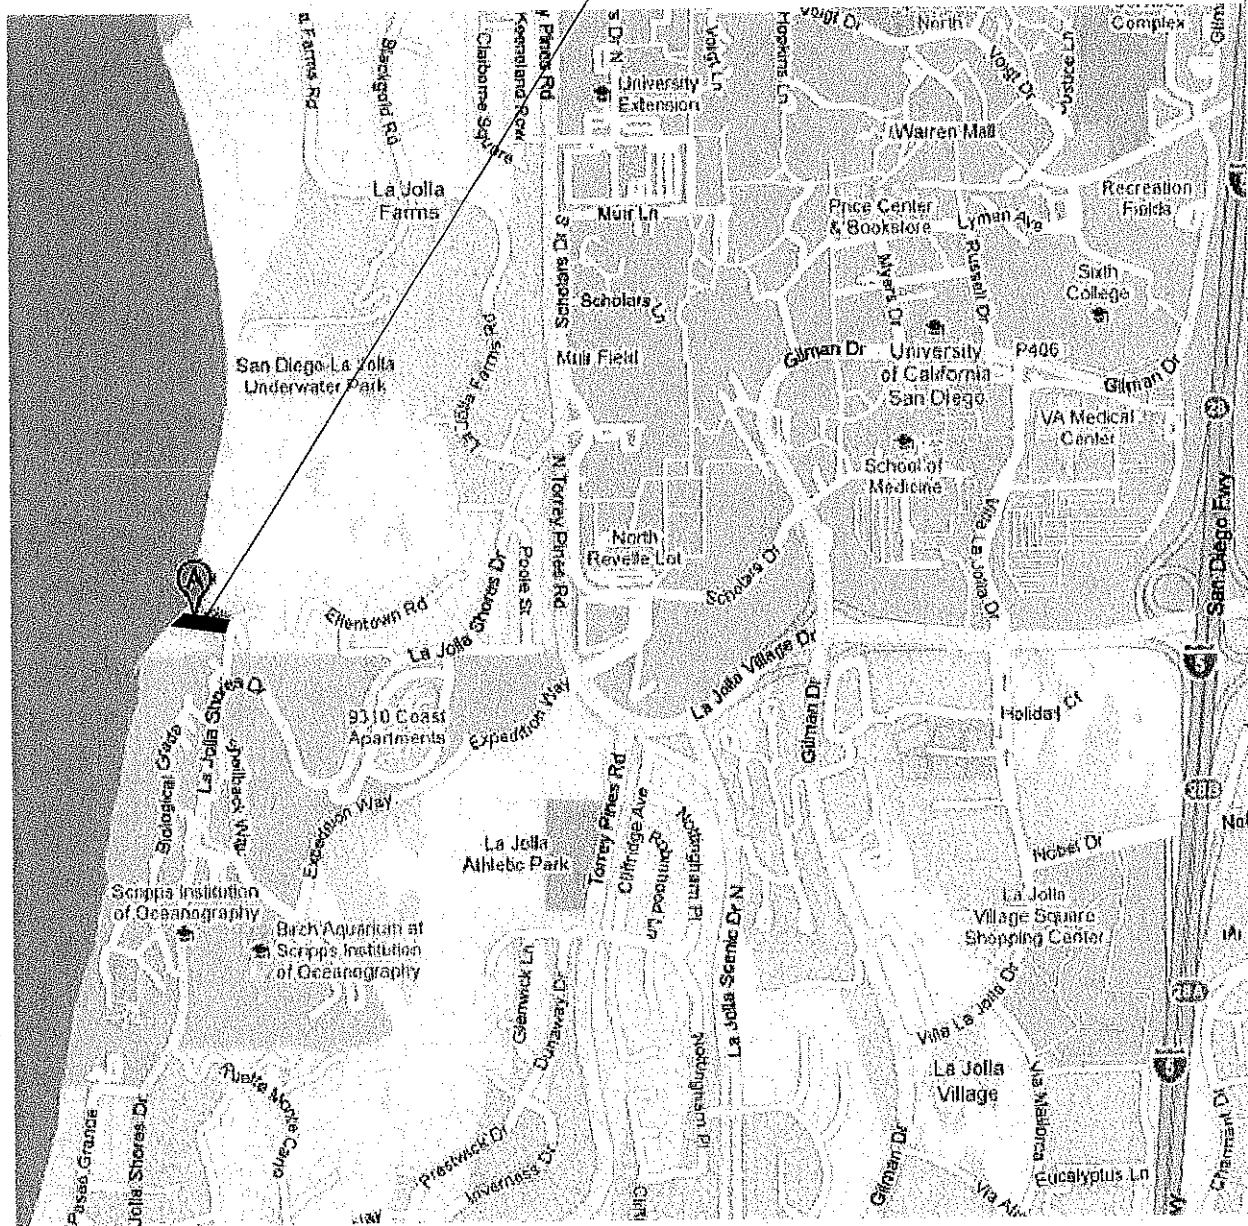 Farms Rd
Blackgold Rd
Claiborne Square
Keeneland Row
Pines Rd
Dr N
University
Extension
Voigt Ln
Hopkins Ln
Voigt Dr
North
Voigt Dr
Justice Ln
Complex
Warren Mall
La Jolla
Farms
Muir Ln
Price Center
& Bookstore
Lyman Ave
Recreation
Fields
Scholars Dr S
Scholars Ln
Myers Dr
Russell Dr
Sixth
College
San Diego-La Jolla
Underwater Park
La Jolla Farms Rd
Muir Field
Gilman Dr
University
of California
San Diego
P406
Gilman Dr
VA Medical
Center
School of
Medicine
N Torrey Pines Rd
North
Revelle Lot
Scholars Dr
Villa La Jolla Dr
San Diego Fwy
A
Ellentown Rd
La Jolla Shores Dr
Poole St
La Jolla Village Dr
La Jolla Shores Dr
Biological Grade
9310 Coast
Apartments
Expedition Way
Gilman Dr
Holiday Ct
5
Expedition Way
La Jolla
Athletic Park
Torrey Pines Rd
Cliffridge Ave
Nottingham Pl
La Jolla Scenic Dr N
28B
Nobel Dr
Scripps Institution
of Oceanography
Birch Aquarium at
Scripps Institution
of Oceanography
La Jolla
Village Square
Shopping Center
28A
Glenwick Ln
Dunaway Dr
Nottingham Pl
Villa La Jolla Dr
La Jolla
Village
Via Mallorca
Paseo Grande
Jolla Shores Dr
Prestwick Dr
Inverness Dr
Gilman Dr
Eucalyptus Ln
Charmant Dr